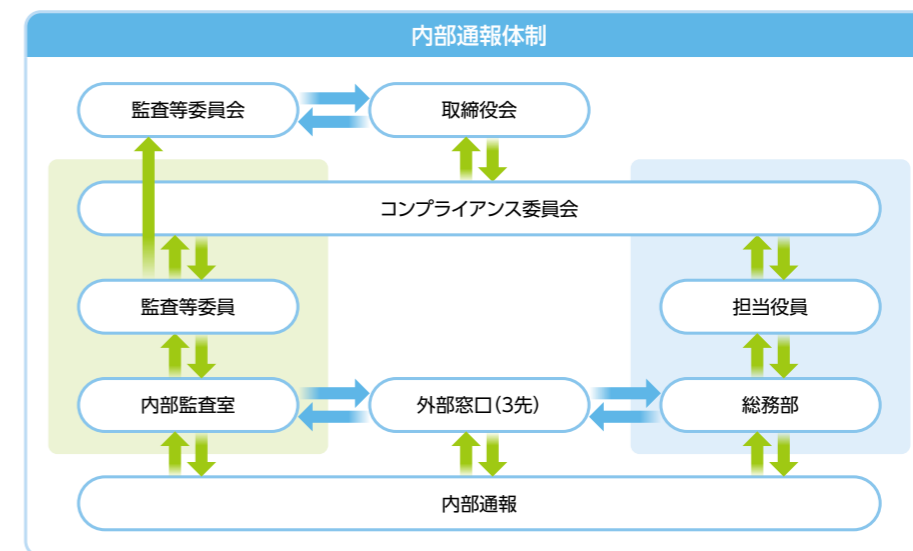 内部通報体制
監査等委員会
取締役会
コンプライアンス委員会
監査等委員
担当役員
内部監査室
外部窓口(3先)
総務部
内部通報